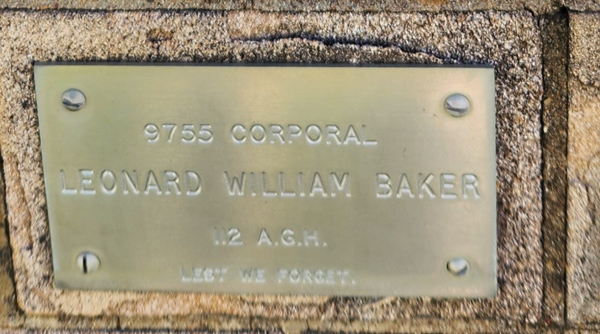 9755 CORPORAL
LEONARD WILLIAM BAKER
112 A.G.H.
LEST WE FORGET.